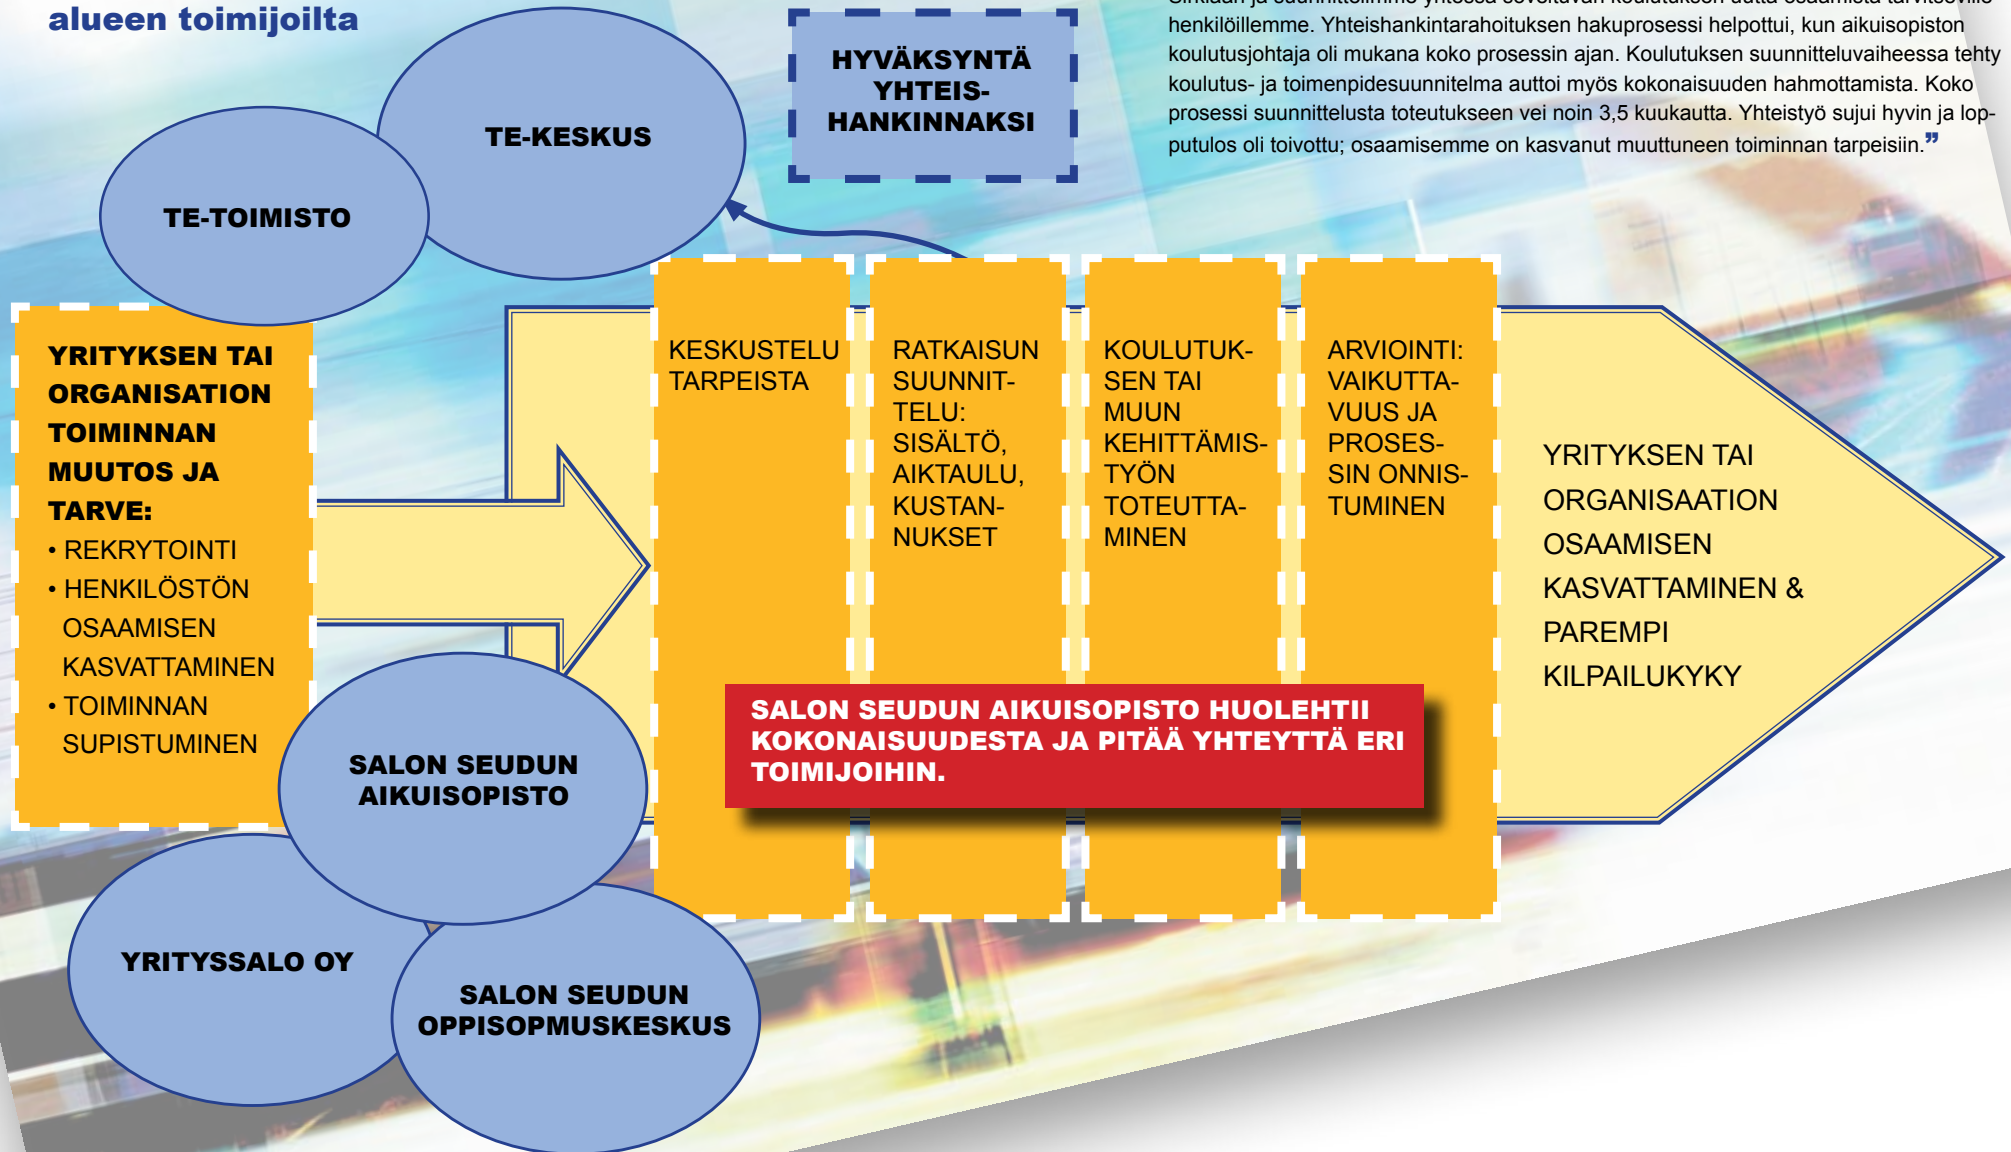 alueen toimijoilta
henkilöillemme. Yhteishankintarahoituksen hakuprosessi helpottui, kun aikuisopiston
koulutusjohtaja oli mukana koko prosessin ajan. Koulutuksen suunnitteluvaiheessa tehty
koulutus- ja toimenpidesuunnitelma auttoi myös kokonaisuuden hahmottamista. Koko
prosessi suunnittelusta toteutukseen vei noin 3,5 kuukautta. Yhteistyö sujui hyvin ja lop-
putulos oli toivottu; osaamisemme on kasvanut muuttuneen toiminnan tarpeisiin.”
HYVÄKSYNTÄ
YHTEIS-
HANKINNAKSI
TE-KESKUS
TE-TOIMISTO
YRITYKSEN TAI
ORGANISATION
TOIMINNAN
MUUTOS JA
TARVE:
• REKRYTOINTI
• HENKILÖSTÖN
OSAAMISEN
KASVATTAMINEN
• TOIMINNAN
SUPISTUMINEN
KESKUSTELU
TARPEISTA
RATKAISUN
SUUNNIT-
TELU:
SISÄLTÖ,
AIKTAULU,
KUSTAN-
NUKSET
KOULUTUK-
SEN TAI
MUUN
KEHITTÄMIS-
TYÖN
TOTEUTTA-
MINEN
ARVIOINTI:
VAIKUTTA-
VUUS JA
PROSES-
SIN ONNIS-
TUMINEN
YRITYKSEN TAI
ORGANISAATION
OSAAMISEN
KASVATTAMINEN &
PAREMPI
KILPAILUKYKY
SALON SEUDUN AIKUISOPISTO HUOLEHTII
KOKONAISUUDESTA JA PITÄÄ YHTEYTTÄ ERI
TOIMIJOIHIN.
SALON SEUDUN
AIKUISOPISTO
YRITYSSALO OY
SALON SEUDUN
OPPISOPMUSKESKUS